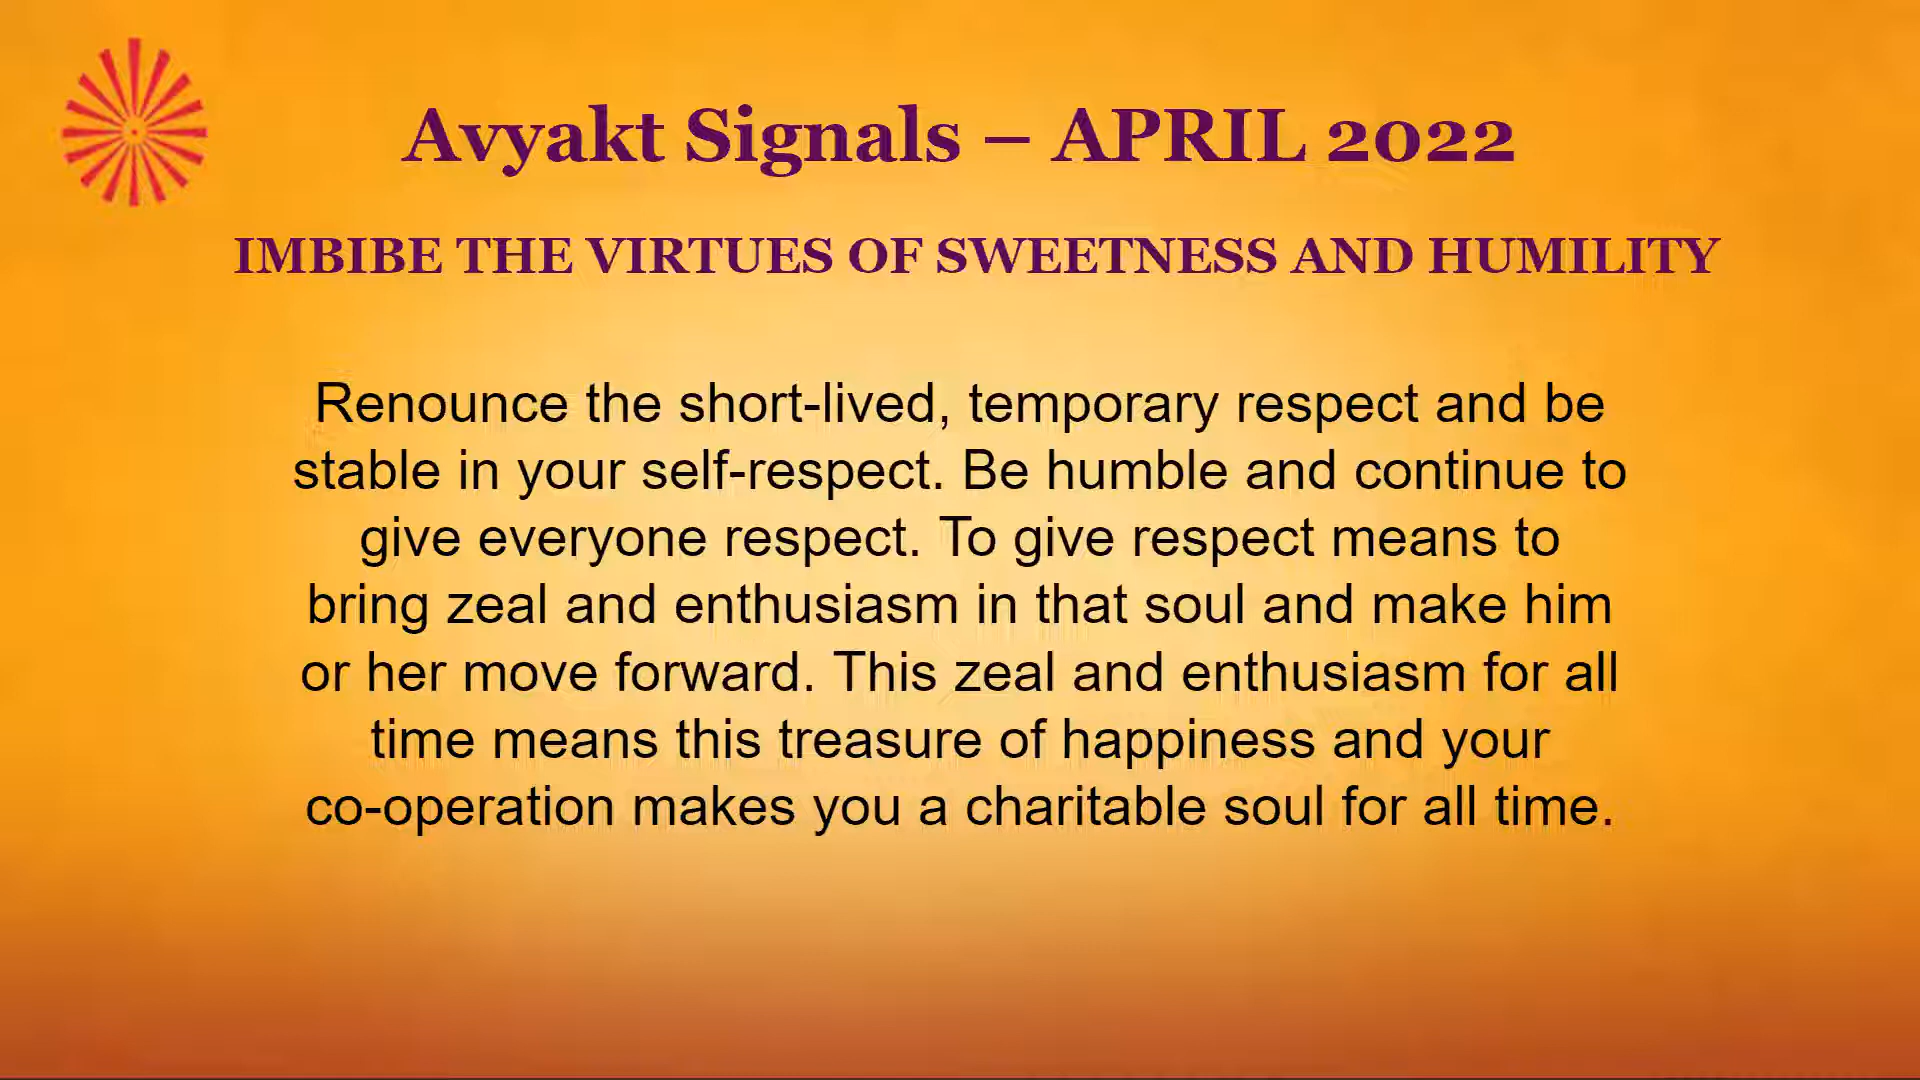 Avyakt Signals – APRIL 2022
IMBIBE THE VIRTUES OF SWEETNESS AND HUMILITY
Renounce the short-lived, temporary respect and be
stable in your self-respect. Be humble and continue to
give everyone respect. To give respect means to
bring zeal and enthusiasm in that soul and make him
or her move forward. This zeal and enthusiasm for all
time means this treasure of happiness and your
co-operation makes you a charitable soul for all time.